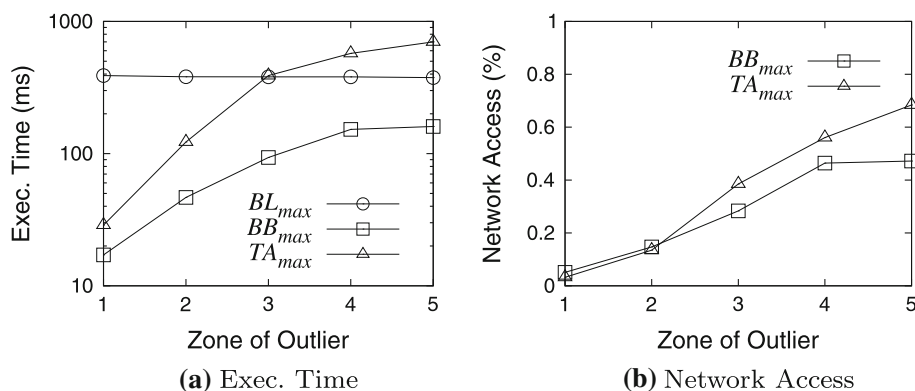 1000
100
10
Exec. Time (ms)
BL_max
BB_max
TA_max
1 2 3 4 5
Zone of Outlier
(a) Exec. Time
1
0.8
0.6
0.4
0.2
0
Network Access (%)
BB_max
TA_max
1 2 3 4 5
Zone of Outlier
(b) Network Access